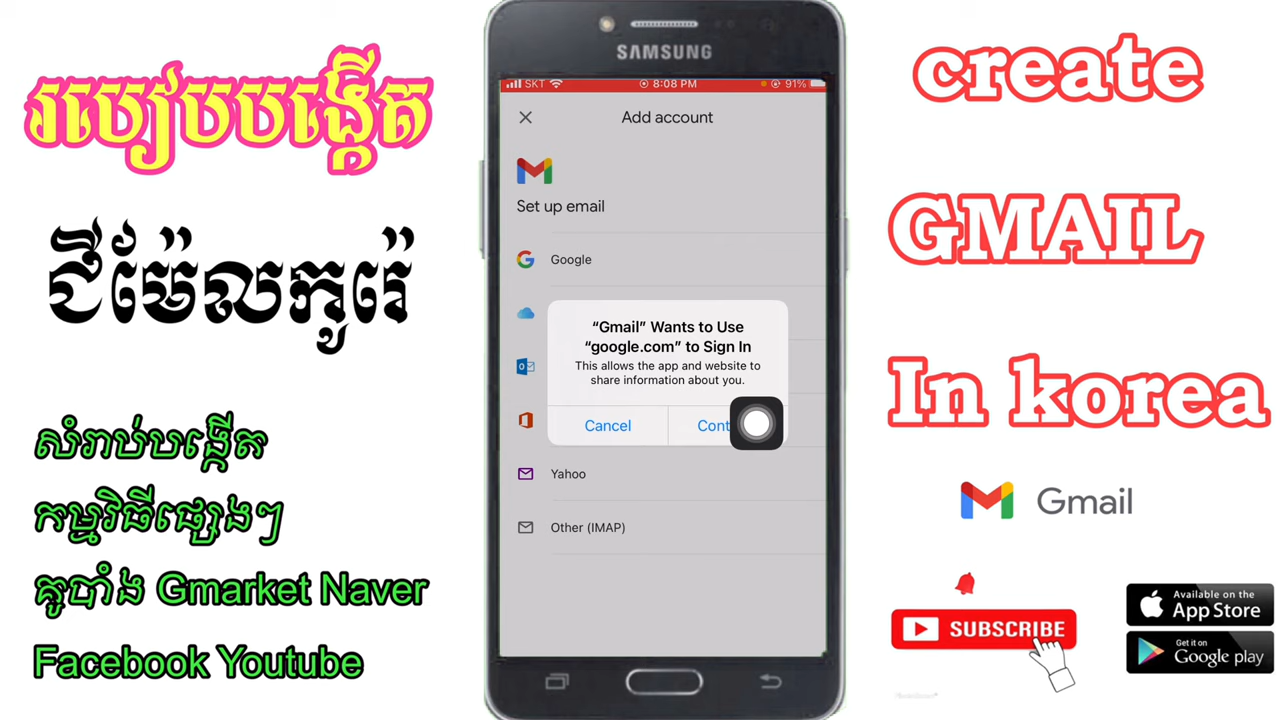 របៀបបង្កើត
ជីម៉ែលកូរ៉េ
សំរាប់បង្កើត
កម្មវិធីផ្សេងៗ
គូប៉ាំង Gmarket Naver
Facebook Youtube
SAMSUNG
SKT 8:08 PM 91%
Add account
Set up email
Google
“Gmail” Wants to Use
“google.com” to Sign In
This allows the app and website to
share information about you.
Cancel
Cont
Yahoo
Other (IMAP)
create
GMAIL
In korea
Gmail
SUBSCRIBE
Available on the
App Store
Get it on
Google play